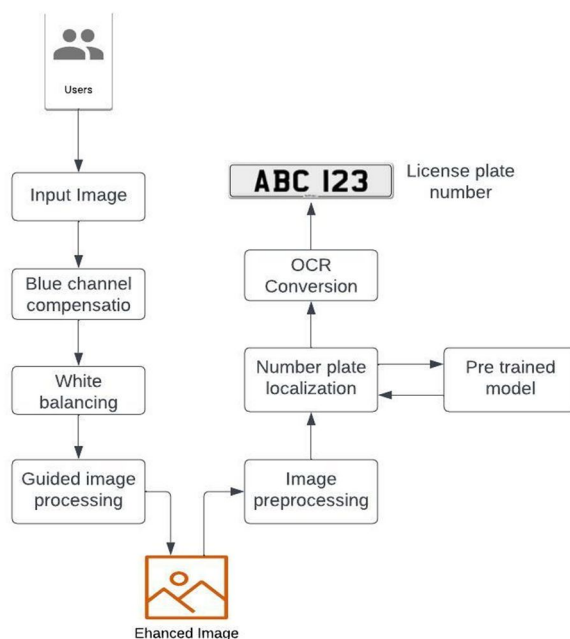 Users
Input Image
Blue channel
compensatio
White
balancing
Guided image
processing
Ehanced Image
Image
preprocessing
Number plate
localization
Pre trained
model
OCR
Conversion
ABC 123
License plate
number